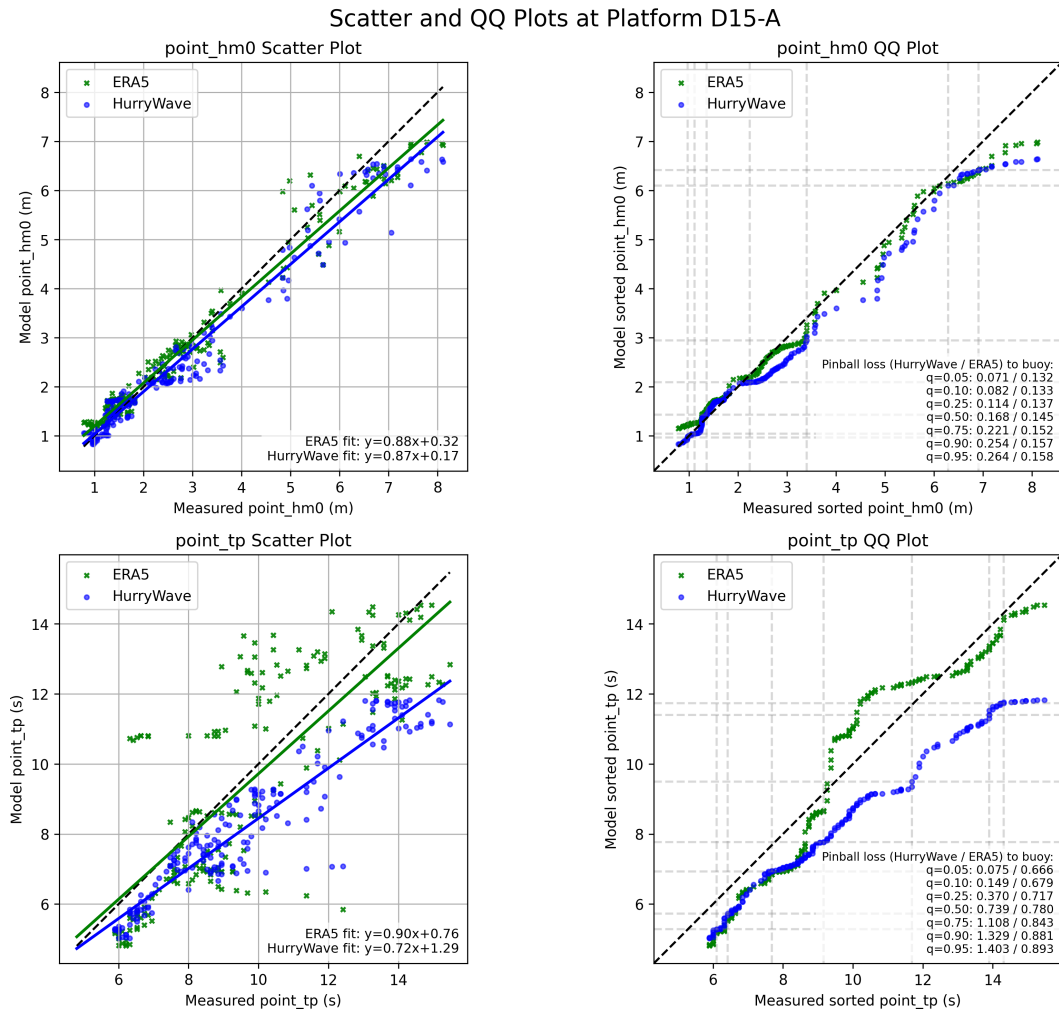 Scatter and QQ Plots at Platform D15-A
point_hm0 Scatter Plot
ERA5
HurryWave
8
7
6
5
4
3
2
1
Model point_hm0 (m)
ERA5 fit: y=0.88x+0.32
HurryWave fit: y=0.87x+0.17
1 2 3 4 5 6 7 8
Measured point_hm0 (m)
point_hm0 QQ Plot
ERA5
HurryWave
8
7
6
5
4
3
2
1
Model sorted point_hm0 (m)
Pinball loss (HurryWave / ERA5) to buoy:
q=0.05: 0.071 / 0.132
q=0.10: 0.082 / 0.133
q=0.25: 0.114 / 0.137
q=0.50: 0.168 / 0.145
q=0.75: 0.221 / 0.152
q=0.90: 0.254 / 0.157
q=0.95: 0.264 / 0.158
1 2 3 4 5 6 7 8
Measured sorted point_hm0 (m)
point_tp Scatter Plot
ERA5
HurryWave
14
12
10
8
6
Model point_tp (s)
ERA5 fit: y=0.90x+0.76
HurryWave fit: y=0.72x+1.29
6 8 10 12 14
Measured point_tp (s)
point_tp QQ Plot
ERA5
HurryWave
14
12
10
8
6
Model sorted point_tp (s)
Pinball loss (HurryWave / ERA5) to buoy:
q=0.05: 0.075 / 0.666
q=0.10: 0.149 / 0.679
q=0.25: 0.370 / 0.717
q=0.50: 0.739 / 0.780
q=0.75: 1.108 / 0.843
q=0.90: 1.329 / 0.881
q=0.95: 1.403 / 0.893
6 8 10 12 14
Measured sorted point_tp (s)